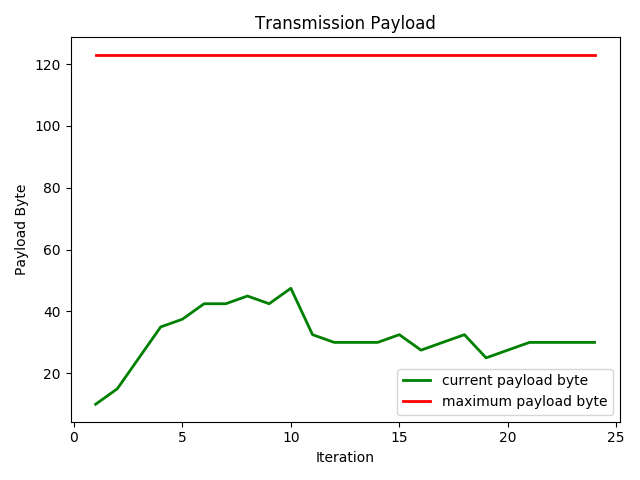 Transmission Payload
Payload Byte
120
100
80
60
40
20
current payload byte
maximum payload byte
0
5
10
15
20
25
Iteration